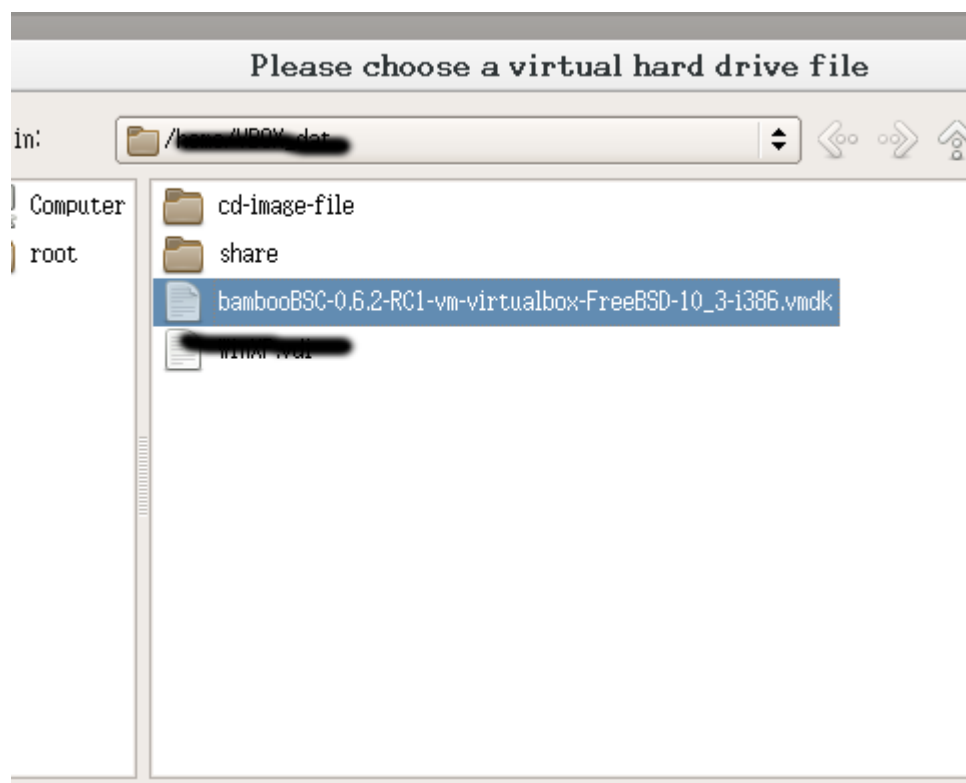 Please choose a virtual hard drive file
in:
/
Computer
root
cd-image-file
share
bambooBSC-0.6.2-RC1-vm-virtualbox-FreeBSD-10_3-i386.vmdk